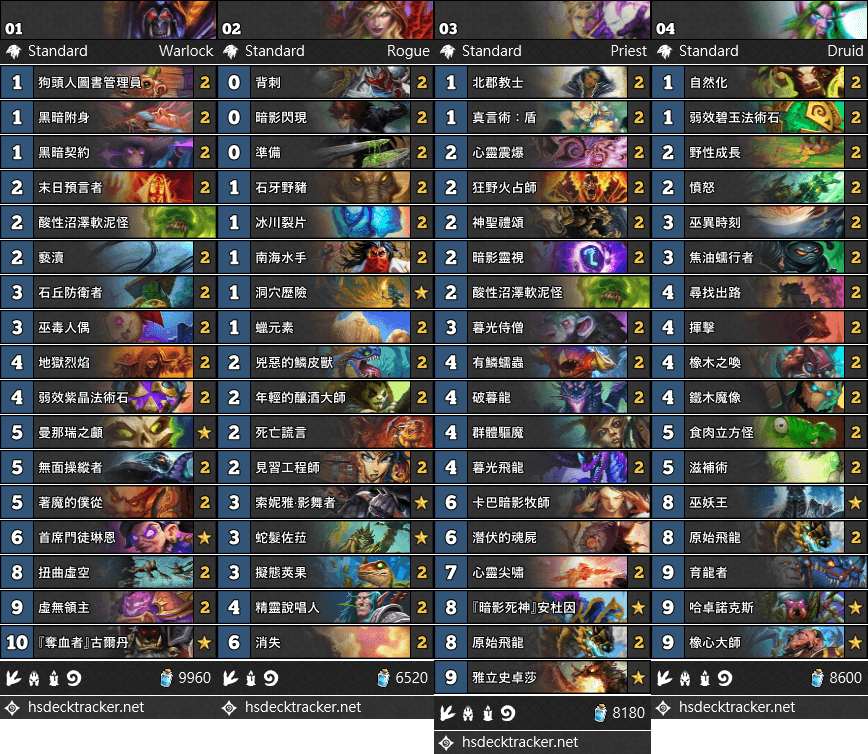 01
Standard Warlock
1 狗頭人圖書管理員 2
1 黑暗附身 2
1 黑暗契約 2
2 末日預言者 2
2 酸性沼澤軟泥怪
2 褻瀆 2
3 石丘防衛者 2
3 巫毒人偶 2
4 地獄烈焰 2
4 弱效紫晶法術石 2
5 曼那瑞之顱 ★
5 無面操縱者 2
5 著魔的僕從 2
6 首席門徒琳恩 ★
8 扭曲虛空 2
9 虛無領主 2
10 『奪血者』古爾丹 ★
9960
hsdecktracker.net
02
Standard Rogue
0 背刺 2
0 暗影閃現 2
0 準備 2
1 石牙野豬 2
1 冰川裂片 2
1 南海水手 2
1 洞穴歷險 ★
1 蠟元素 2
2 兇惡的鱗皮獸 2
2 年輕的釀酒大師 2
2 死亡謊言
2 見習工程師 2
3 索妮雅·影舞者 ★
3 蛇髮佐菈 ★
3 擬態莢果 2
4 精靈說唱人 2
6 消失 2
6520
hsdecktracker.net
03
Standard Priest
1 北郡教士 2
1 真言術：盾 2
2 心靈震爆 2
2 狂野火占師 2
2 神聖禮頌 2
2 暗影靈視 2
2 酸性沼澤軟泥怪
3 暮光侍僧 2
4 有鱗蠕蟲 2
4 破暮龍 2
4 群體驅魔
4 暮光飛龍 2
6 卡巴暗影牧師
6 潛伏的魂屍
7 心靈尖嘯 2
8 『暗影死神』安杜因 ★
8 原始飛龍 2
9 雅立史卓莎 ★
8180
hsdecktracker.net
04
Standard Druid
1 自然化 2
1 弱效碧玉法術石 2
2 野性成長 2
2 憤怒 2
3 巫異時刻 2
3 焦油蠕行者 2
4 尋找出路 2
4 揮擊 2
4 橡木之喚 2
4 鐵木魔像 2
5 食肉立方怪 2
5 滋補術 2
8 巫妖王 ★
8 原始飛龍 2
9 育龍者
9 哈卓諾克斯 ★
9 橡心大師 ★
8600
hsdecktracker.net